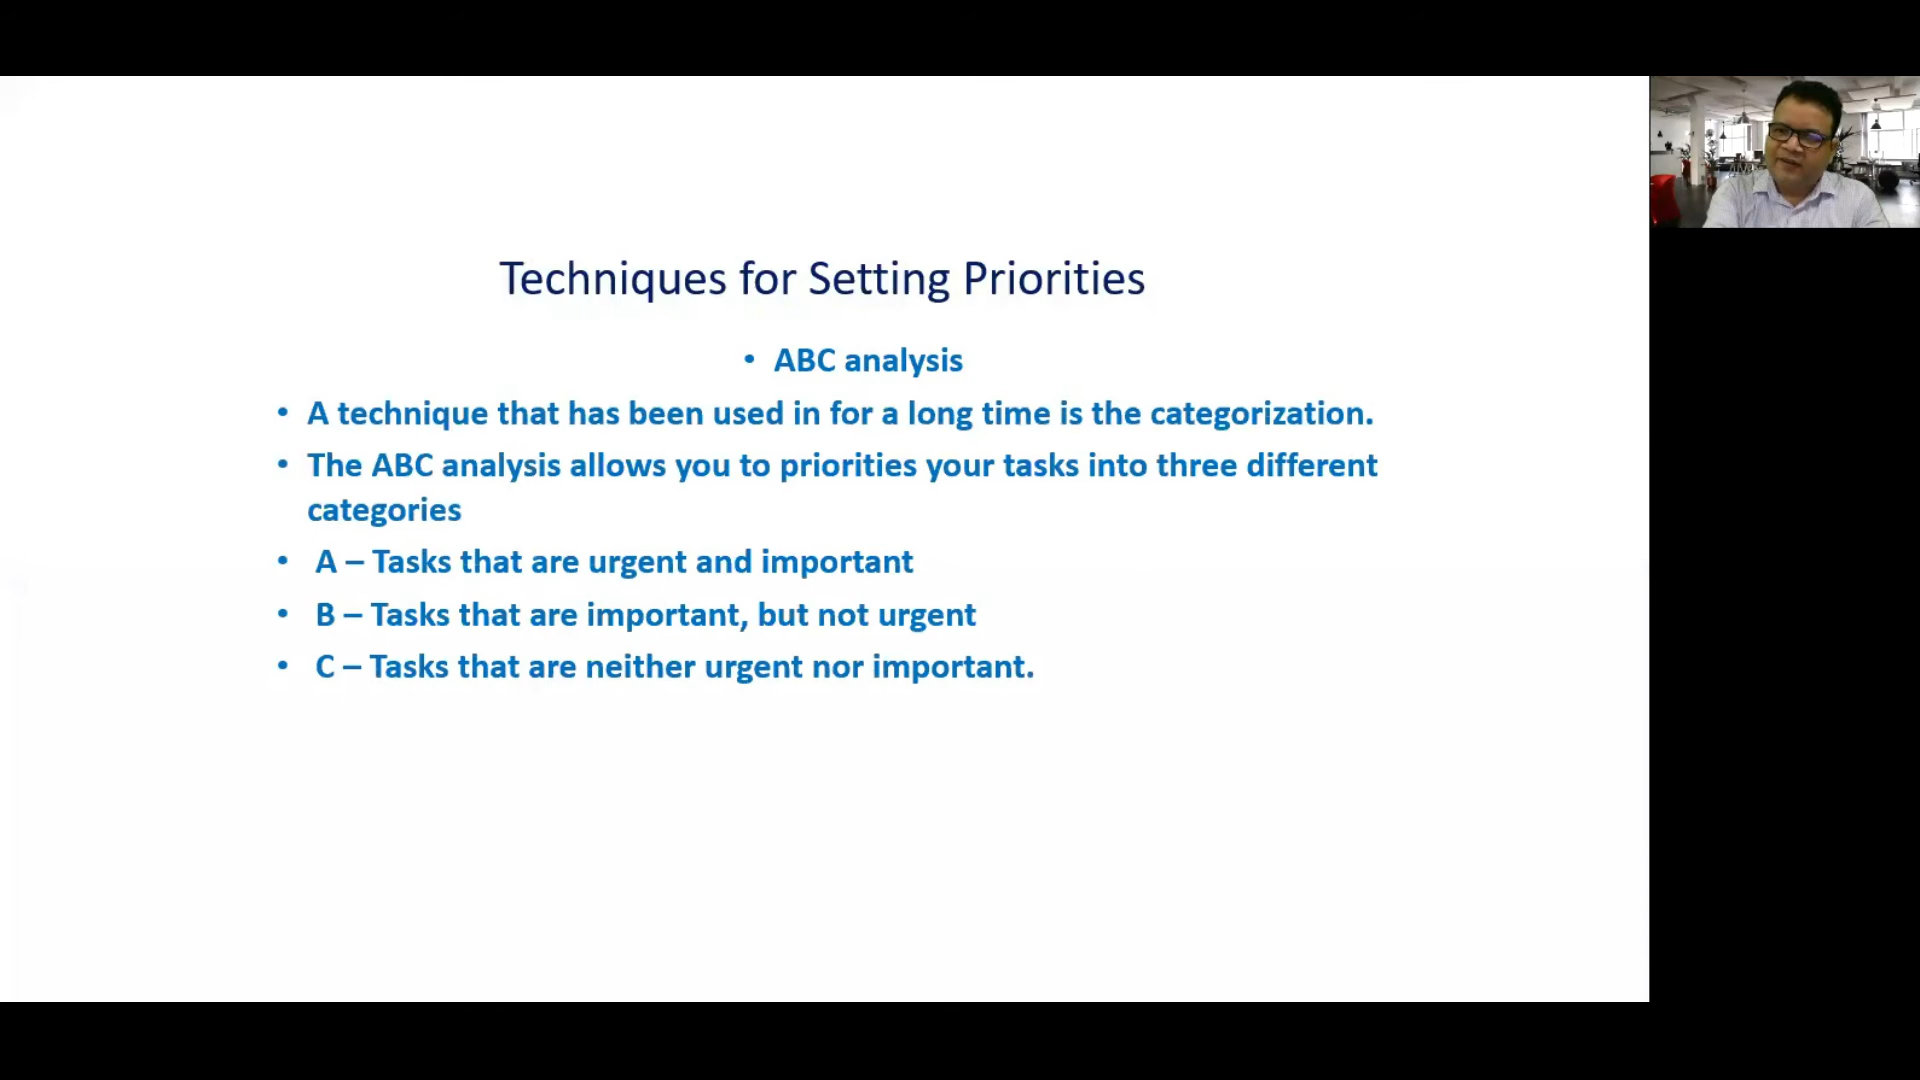 Techniques for Setting Priorities
• ABC analysis
• A technique that has been used in for a long time is the categorization.
• The ABC analysis allows you to priorities your tasks into three different
categories
• A – Tasks that are urgent and important
• B – Tasks that are important, but not urgent
• C – Tasks that are neither urgent nor important.